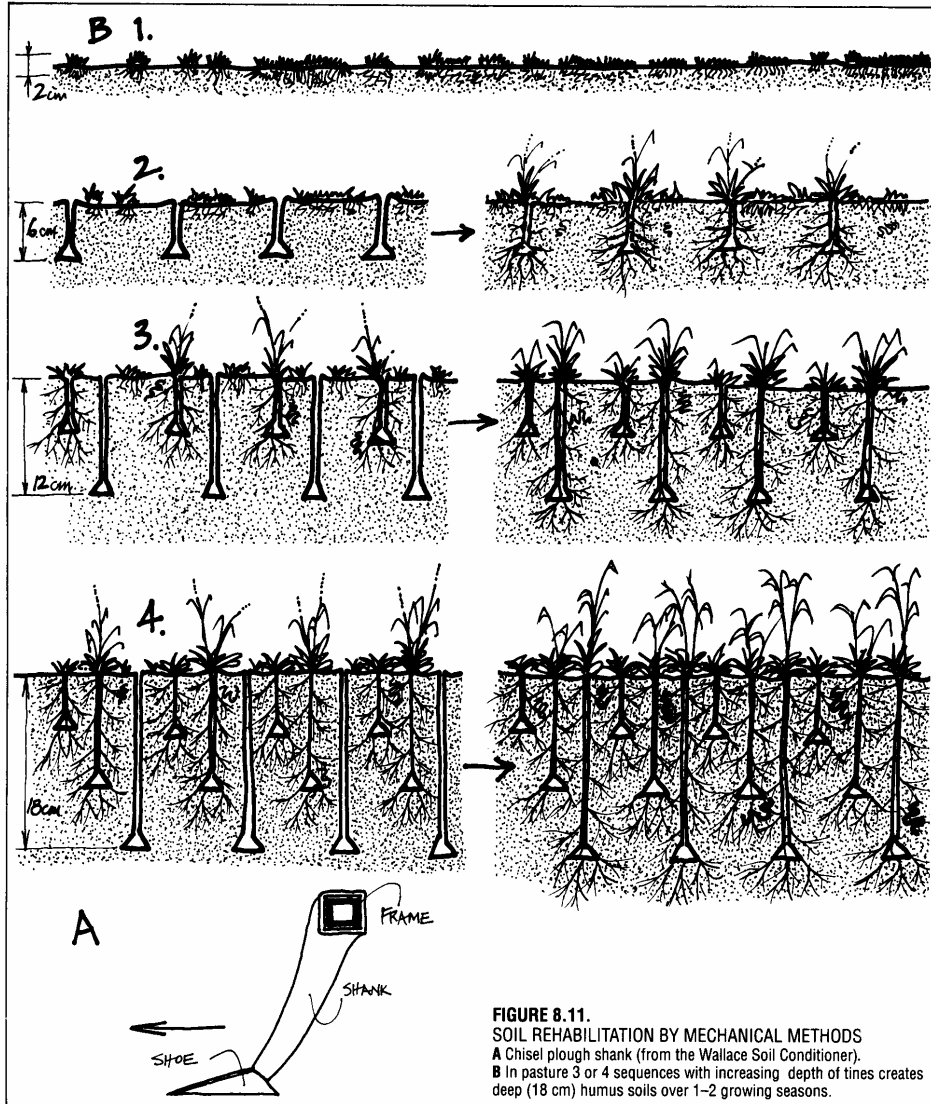 B 1.
2cm
2.
6cm
3.
12cm
4.
18cm
A
FRAME
SHANK
SHOE
FIGURE 8.11.
SOIL REHABILITATION BY MECHANICAL METHODS
A Chisel plough shank (from the Wallace Soil Conditioner).
B In pasture 3 or 4 sequences with increasing depth of tines creates
deep (18 cm) humus soils over 1–2 growing seasons.